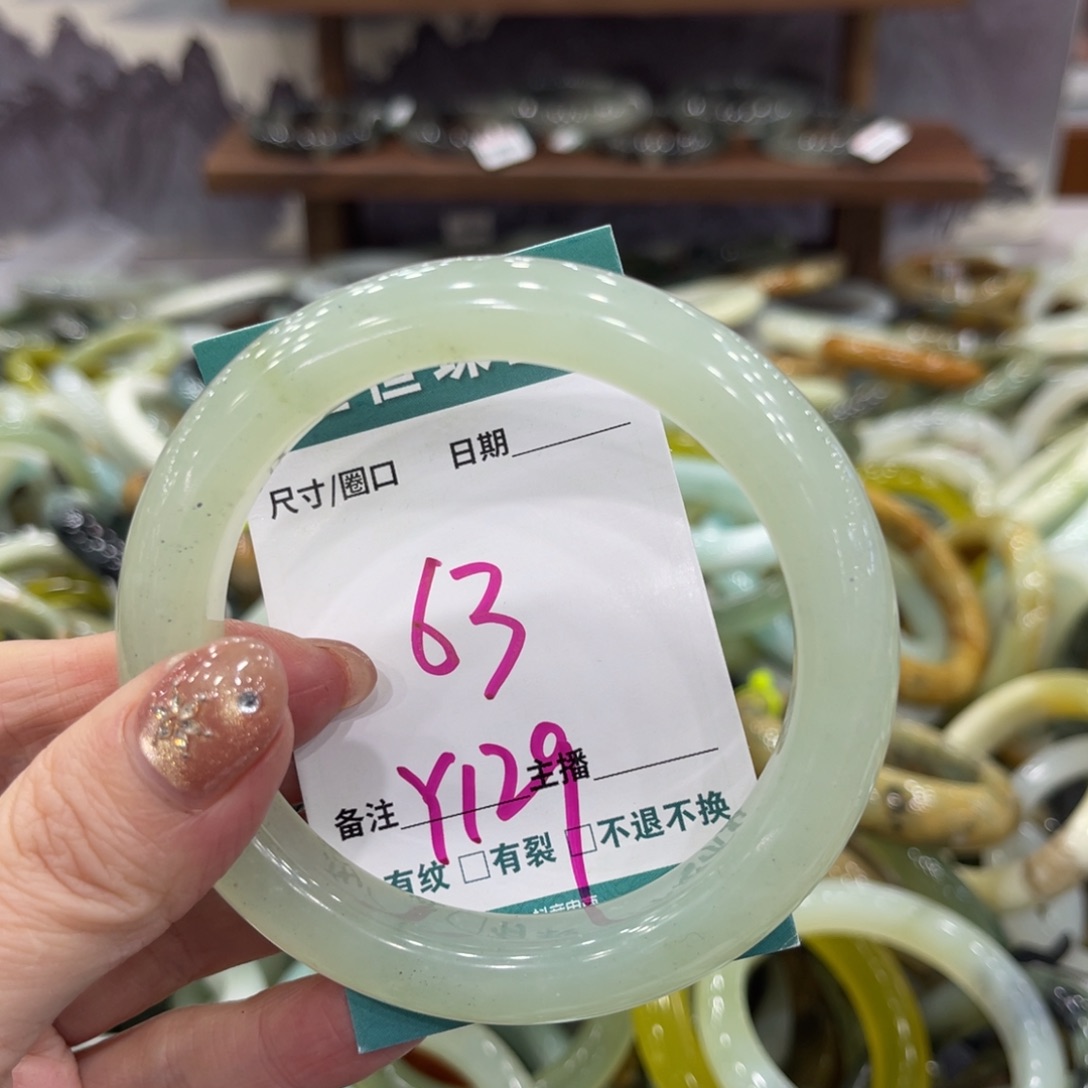 日期
尺寸/圈口
63
Y129
主播
备注
有纹 □有裂 □不退不换